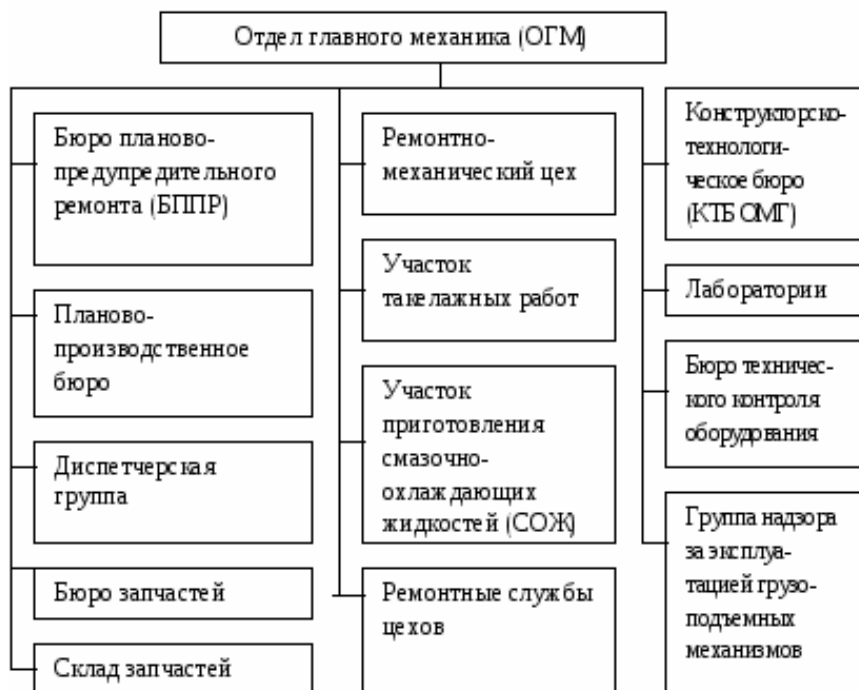 Отдел главного механика (ОГМ)
Бюро планово-
предупредительного
ремонта (БППР)
Планово-
производственное
бюро
Диспетчерская
группа
Бюро запчастей
Склад запчастей
Ремонтно-
механический цех
Участок
такелажных работ
Участок
приготовления
смазочно-
охлаждающих
жидкостей (СОЖ)
Ремонтные службы
цехов
Конструкторско-
технологи-
ческое бюро
(КТБ ОМГ)
Лаборатории
Бюро техничес-
кого контроля
оборудования
Группа надзора
за эксплуа-
тацией грузо-
подъемных
механизмов